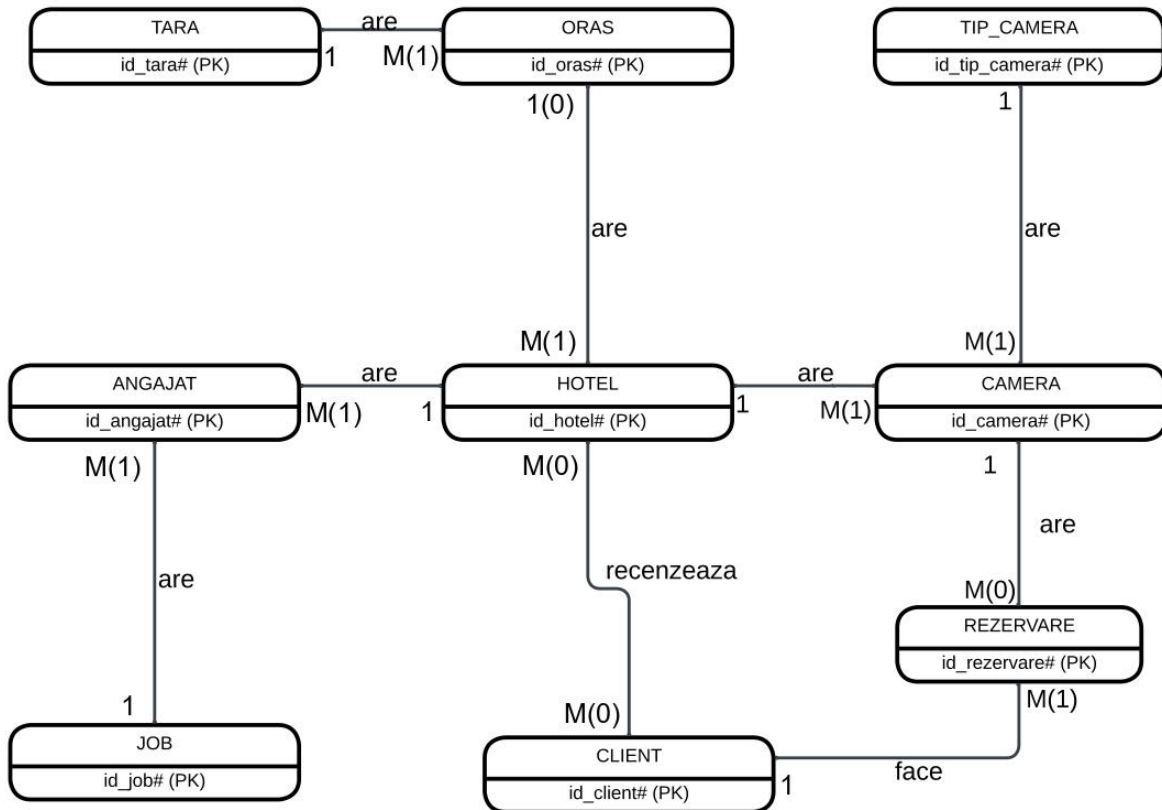 TARA
id_tara# (PK)
are
1
M(1)
ORAS
id_oras# (PK)
TIP_CAMERA
id_tip_camera# (PK)
1(0)
1
are
are
M(1)
M(1)
ANGAJAT
id_angajat# (PK)
are
M(1)
1
HOTEL
id_hotel# (PK)
are
1
M(1)
CAMERA
id_camera# (PK)
M(1)
M(0)
1
are
are
recenzeaza
M(0)
REZERVARE
id_rezervare# (PK)
M(1)
1
M(0)
JOB
id_job# (PK)
CLIENT
id_client# (PK)
1
face